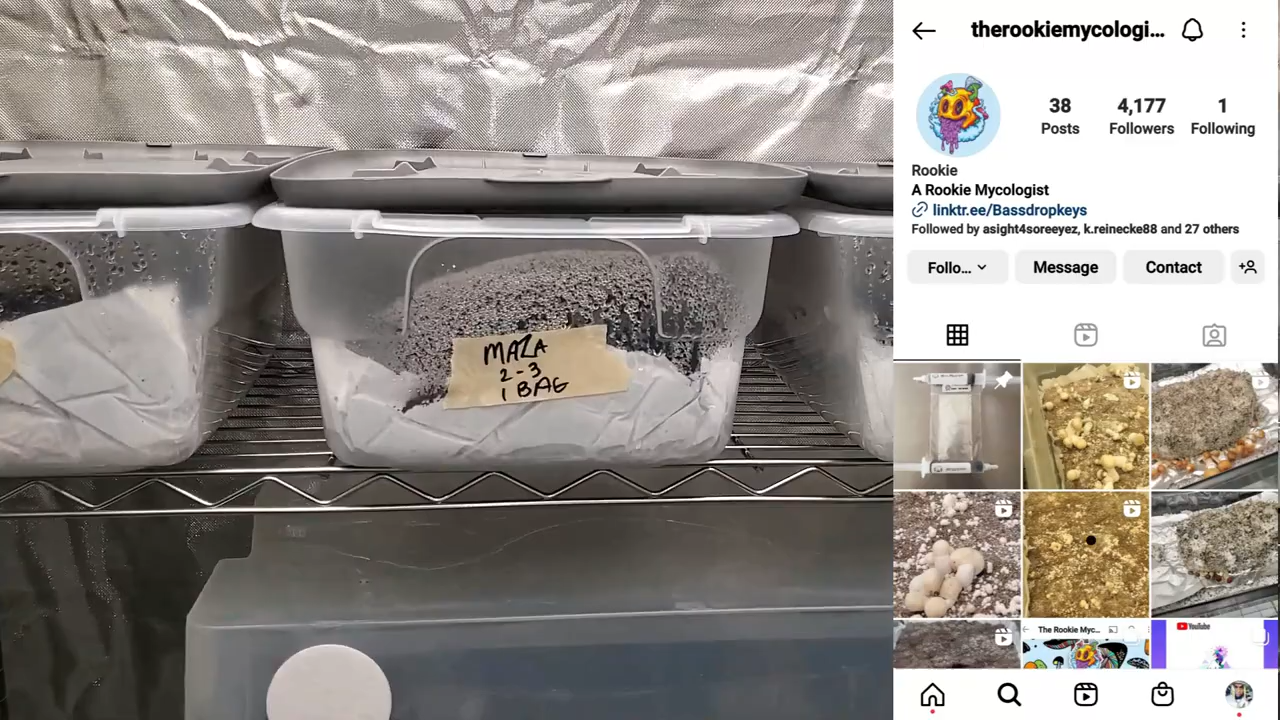 MAZA
2-3
1 BAG
therookiemycologi...
38
Posts
4,177
Followers
1
Following
Rookie
A Rookie Mycologist
linktr.ee/Bassdropkeys
Followed by asight4soreeyez, k.reinecke88 and 27 others
Follo...
Message
Contact
The Rookie Myc...
YouTube